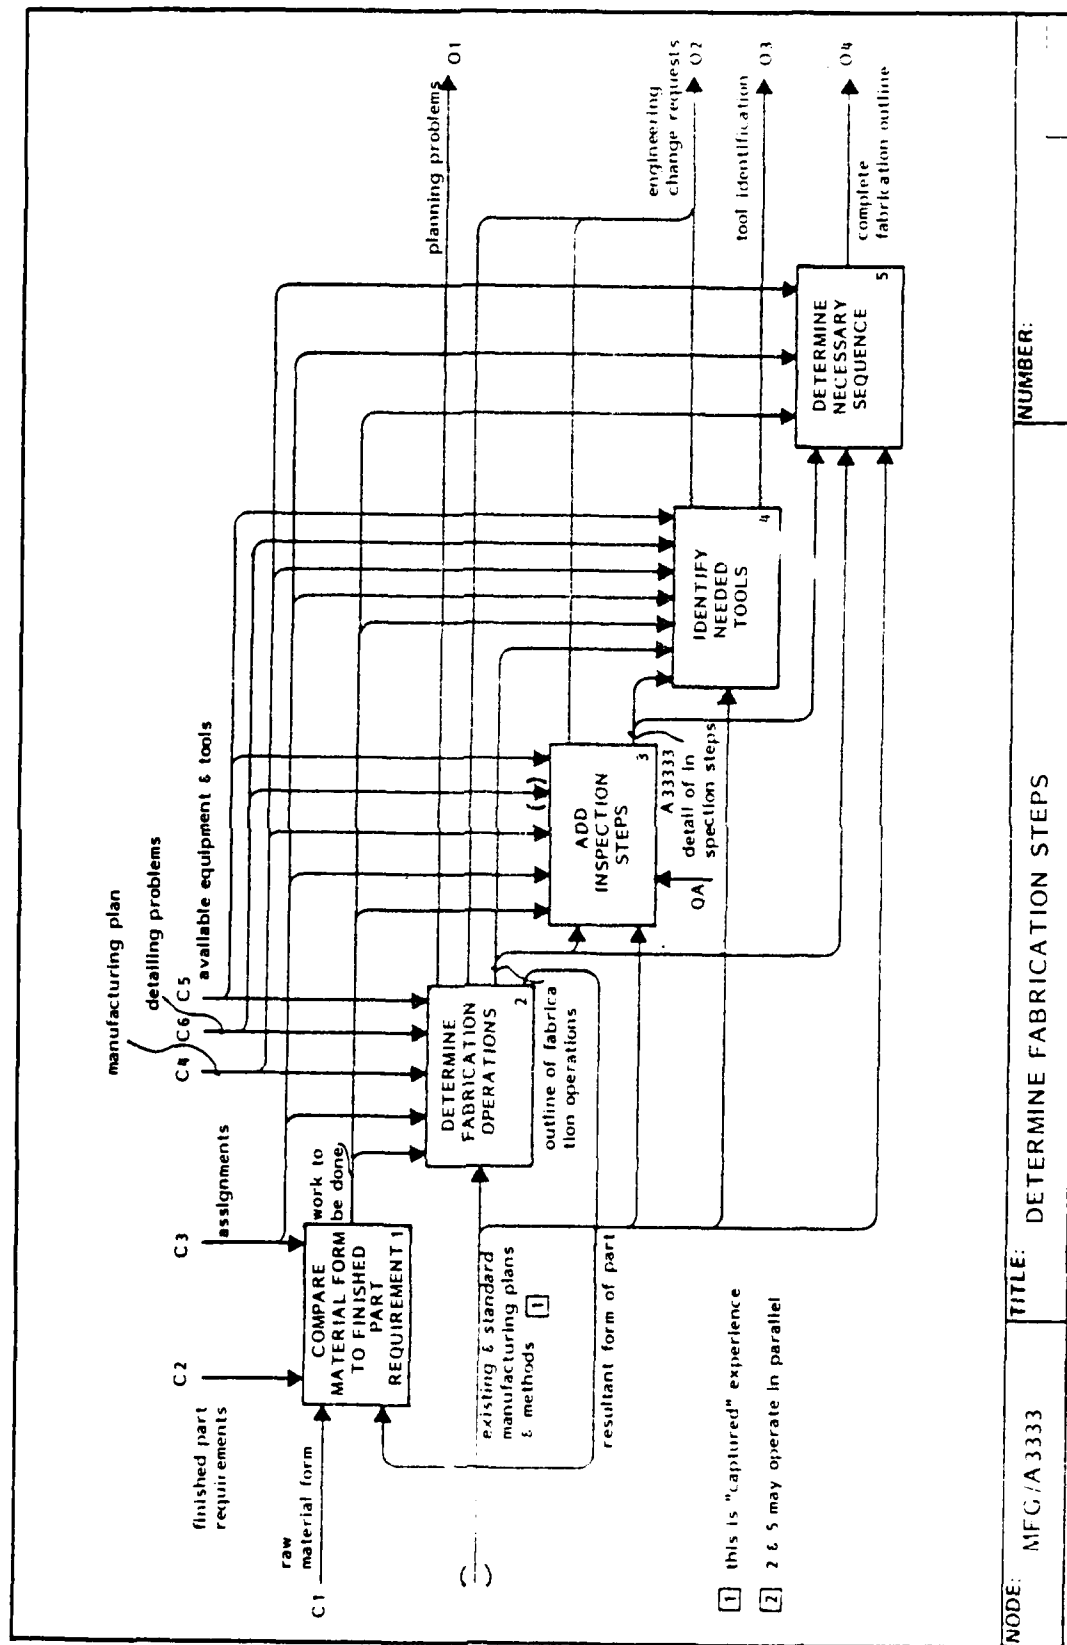 finished part
requirements
C2
C3
assignments
manufacturing plan
detailing problems
C4
C6
C5
available equipment & tools
C1
raw
material form
COMPARE
MATERIAL FORM
TO FINISHED
PART
REQUIREMENT 1
work to
be done
DETERMINE
FABRICATION
OPERATIONS
2
existing & standard
manufacturing plans
& methods 1
outline of fabrica
tion operations
resultant form of part
ADD
INSPECTION
STEPS
3
A33333
QA
detail of in
spection steps
IDENTIFY
NEEDED
TOOLS
4
DETERMINE
NECESSARY
SEQUENCE
5
planning problems
O1
engineering
change requests
O2
tool identification
O3
O4
complete
fabrication outline
1 this is "captured" experience
2 2 & 5 may operate in parallel
NODE: MFG/A3333
TITLE: DETERMINE FABRICATION STEPS
NUMBER: